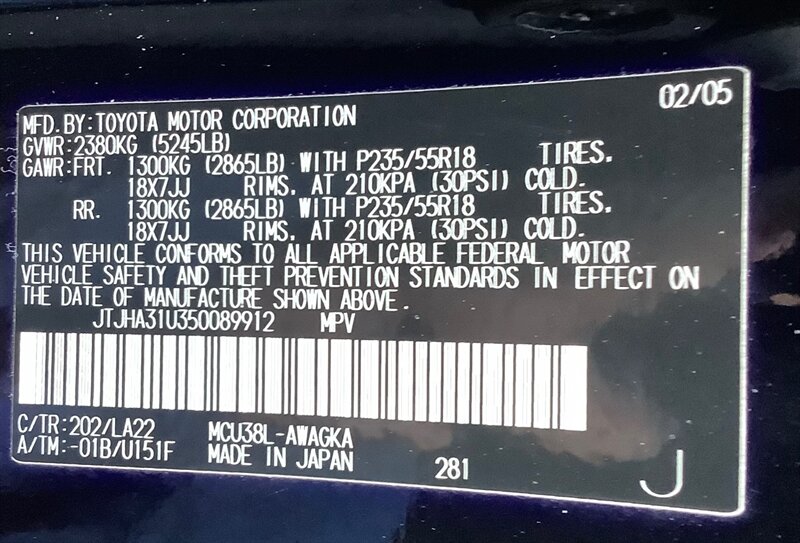 02/05
MFD. BY: TOYOTA MOTOR CORPORATION
GVWR: 2380KG (5245LB)
GAWR: FRT. 1300KG (2865LB) WITH P235/55R18 TIRES.
18X7JJ RIMS. AT 210KPA (30PSI) COLD.
RR. 1300KG (2865LB) WITH P235/55R18 TIRES.
18X7JJ RIMS. AT 210KPA (30PSI) COLD.
THIS VEHICLE CONFORMS TO ALL APPLICABLE FEDERAL MOTOR
VEHICLE SAFETY AND THEFT PREVENTION STANDARDS IN EFFECT ON
THE DATE OF MANUFACTURE SHOWN ABOVE.
JTJHA31U350089912 MPV
C/TR: 202/LA22 MCU38L-AWAGKA
A/TM: -01B/U151F MADE IN JAPAN 281
J